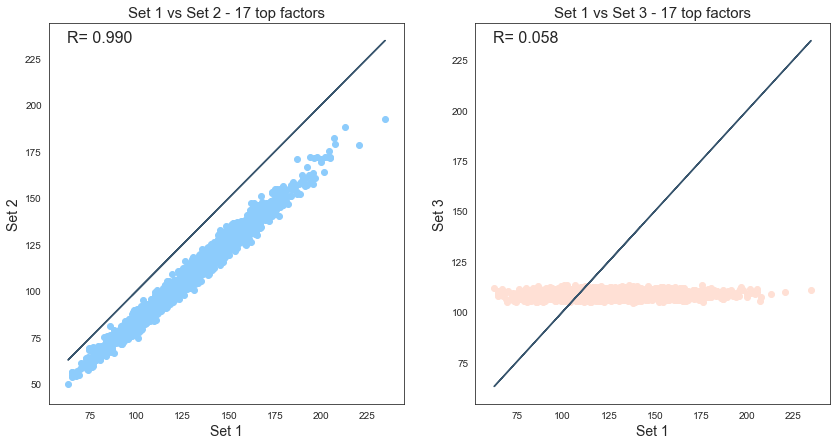 Set 1 vs Set 2 - 17 top factors
R= 0.990
225
200
175
150
125
100
75
50
Set 2
75 100 125 150 175 200 225
Set 1
Set 1 vs Set 3 - 17 top factors
R= 0.058
225
200
175
150
125
100
75
Set 3
75 100 125 150 175 200 225
Set 1